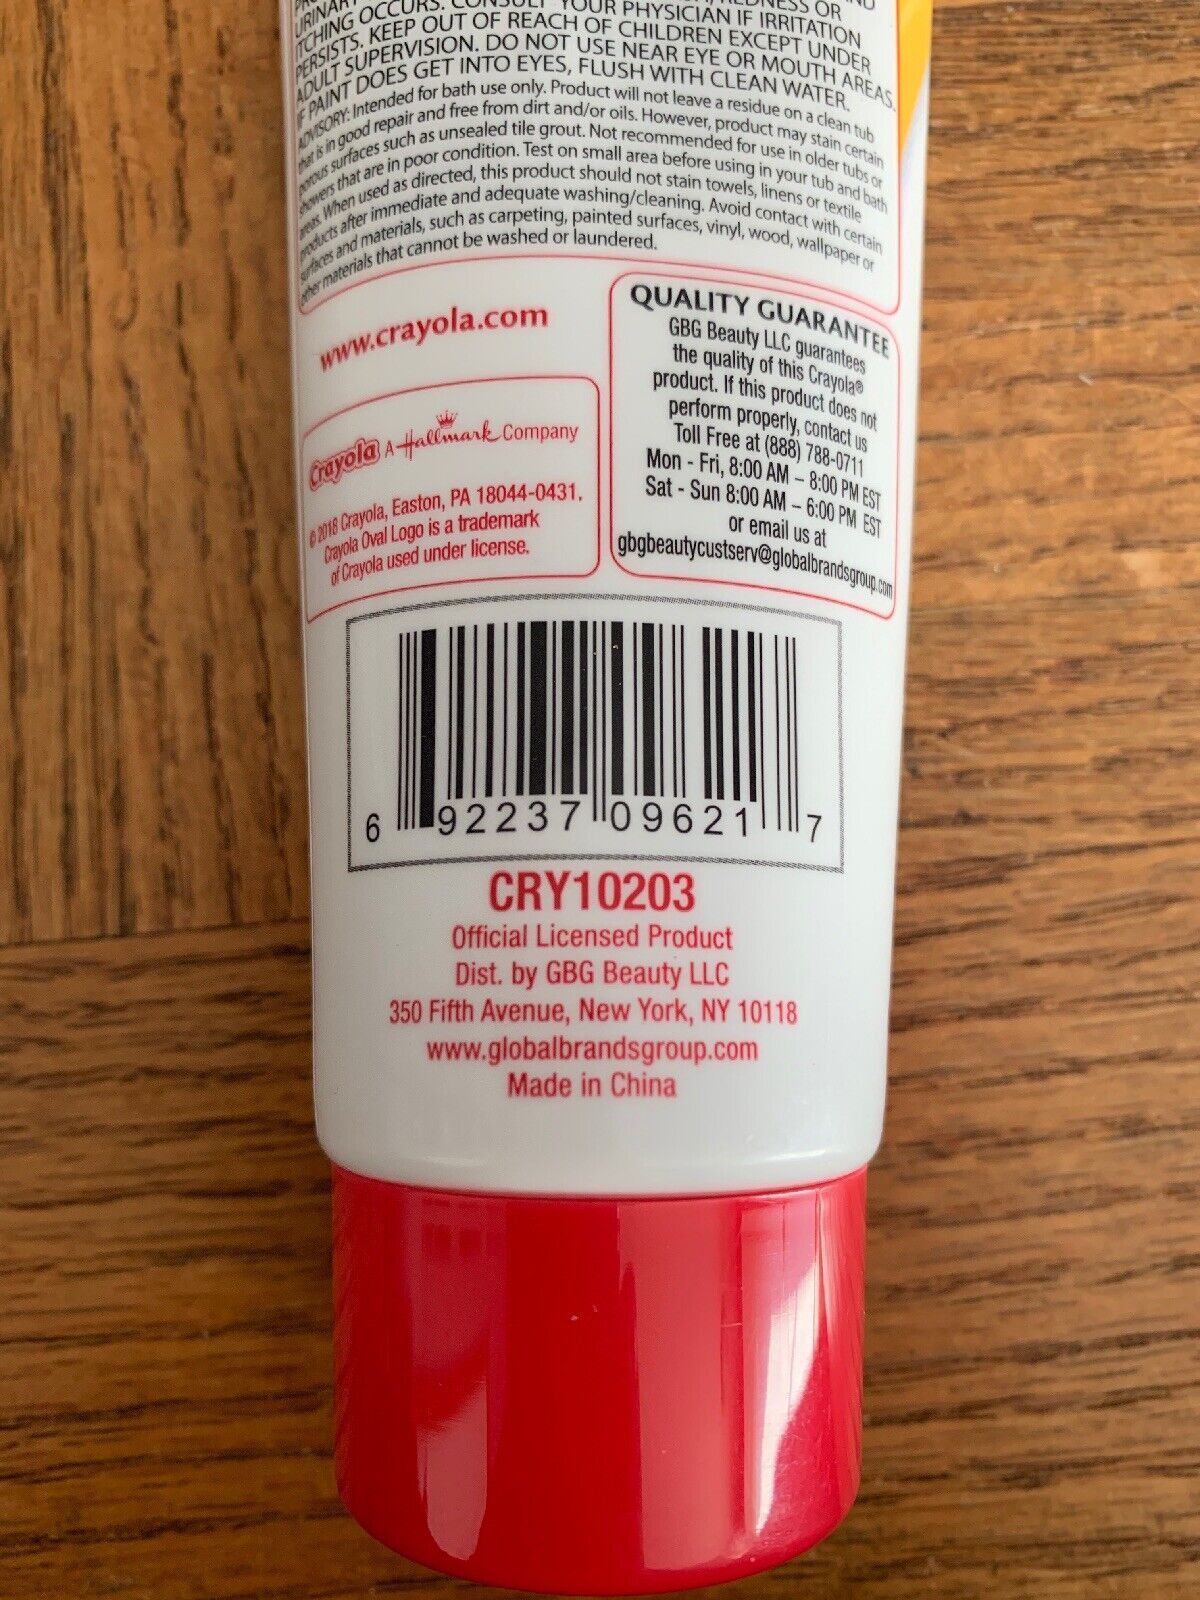 URINARY
REDNESS OR
ITCHING OCCURS. CONSULT YOUR PHYSICIAN IF IRRITATION
PERSISTS. KEEP OUT OF REACH OF CHILDREN EXCEPT UNDER
ADULT SUPERVISION. DO NOT USE NEAR EYE OR MOUTH AREAS.
IF PAINT DOES GET INTO EYES, FLUSH WITH CLEAN WATER.
ADVISORY: Intended for bath use only. Product will not leave a residue on a clean tub
that is in good repair and free from dirt and/or oils. However, product may stain certain
porous surfaces such as unsealed tile grout. Not recommended for use in older tubs or
showers that are in poor condition. Test on small area before using in your tub and bath
areas. When used as directed, this product should not stain towels, linens or textile
products after immediate and adequate washing/cleaning. Avoid contact with certain
surfaces and materials, such as carpeting, painted surfaces, vinyl, wood, wallpaper or
other materials that cannot be washed or laundered.
www.crayola.com
Crayola A Hallmark Company
© 2018 Crayola, Easton, PA 18044-0431.
Crayola Oval Logo is a trademark
of Crayola used under license.
QUALITY GUARANTEE
GBG Beauty LLC guarantees
the quality of this Crayola®
product. If this product does not
perform properly, contact us
Toll Free at (888) 788-0711
Mon - Fri, 8:00 AM – 8:00 PM EST
Sat - Sun 8:00 AM – 6:00 PM EST
or email us at
gbgbeautycustserv@globalbrandsgroup.com
6 92237 09621 7
CRY10203
Official Licensed Product
Dist. by GBG Beauty LLC
350 Fifth Avenue, New York, NY 10118
www.globalbrandsgroup.com
Made in China